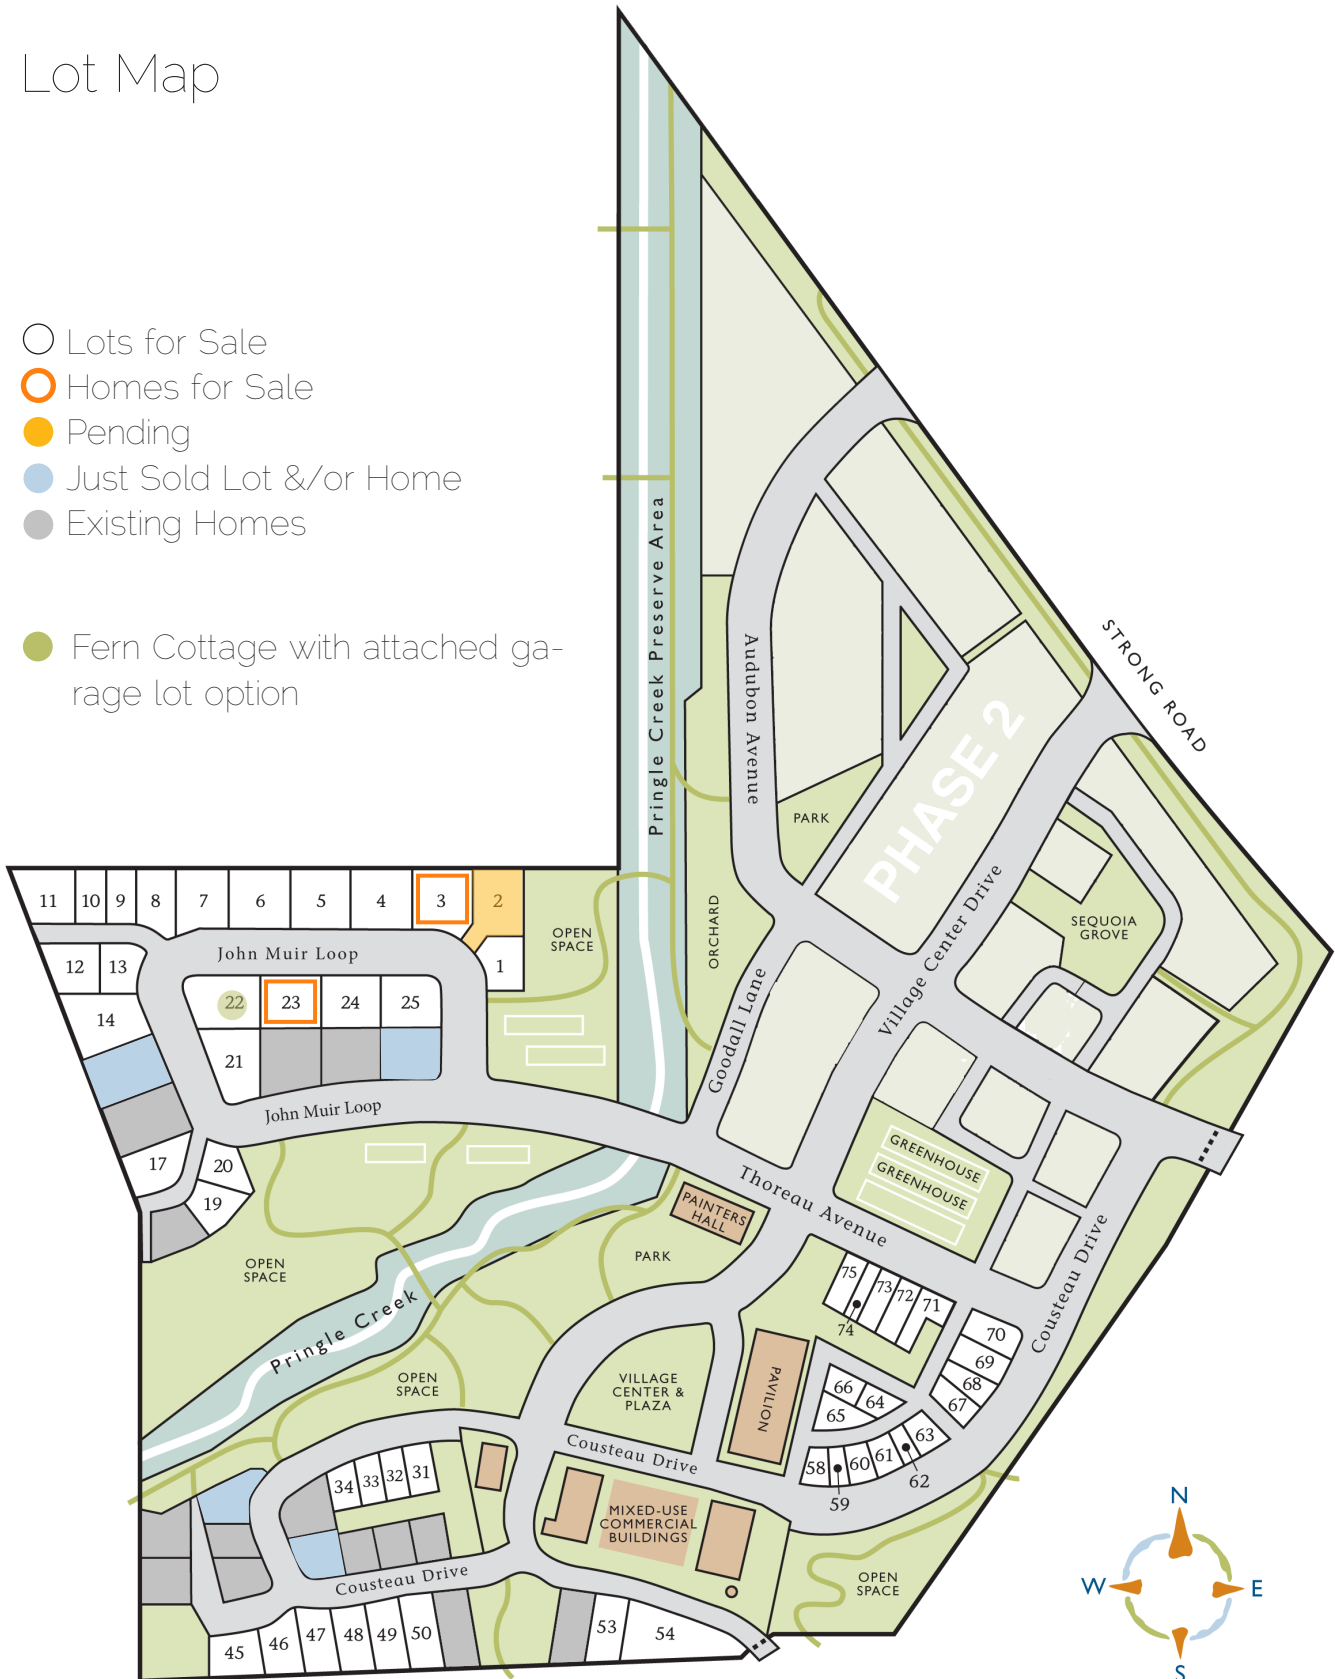 Lot Map
Lots for Sale
Homes for Sale
Pending
Just Sold Lot &/or Home
Existing Homes
Fern Cottage with attached ga-
rage lot option
Pringle Creek Preserve Area
Audubon Avenue
STRONG ROAD
PHASE 2
PARK
ORCHARD
Village Center Drive
SEQUOIA
GROVE
Goodall Lane
11
10
9
8
7
6
5
4
3
2
OPEN
SPACE
John Muir Loop
12
13
1
14
22
23
24
25
21
John Muir Loop
17
20
19
GREENHOUSE
GREENHOUSE
Thoreau Avenue
PAINTERS
HALL
PARK
OPEN
SPACE
Cousteau Drive
Pringle Creek
75
73
72
71
74
70
69
68
67
PAVILION
66
64
65
OPEN
SPACE
VILLAGE
CENTER &
PLAZA
63
58
60
61
62
59
Cousteau Drive
34
33
32
31
MIXED-USE
COMMERCIAL
BUILDINGS
Cousteau Drive
OPEN
SPACE
45
46
47
48
49
50
53
54
N
W
E
S